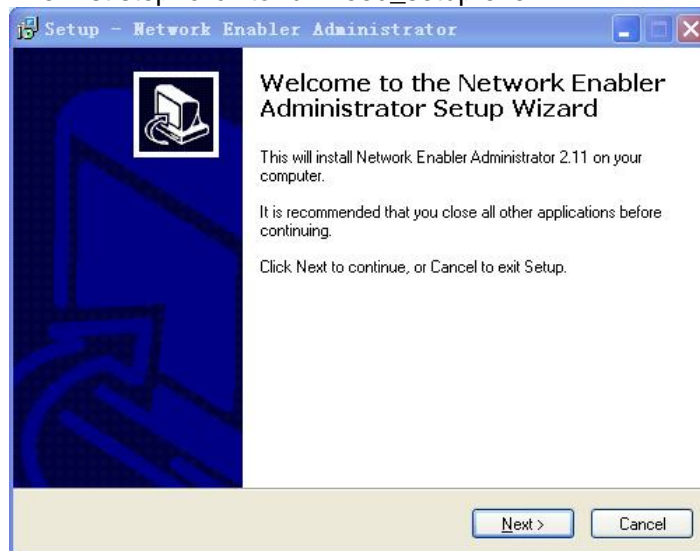 Setup - Network Enabler Administrator
Welcome to the Network Enabler
Administrator Setup Wizard
This will install Network Enabler Administrator 2.11 on your
computer.
It is recommended that you close all other applications before
continuing.
Click Next to continue, or Cancel to exit Setup.
Next >
Cancel